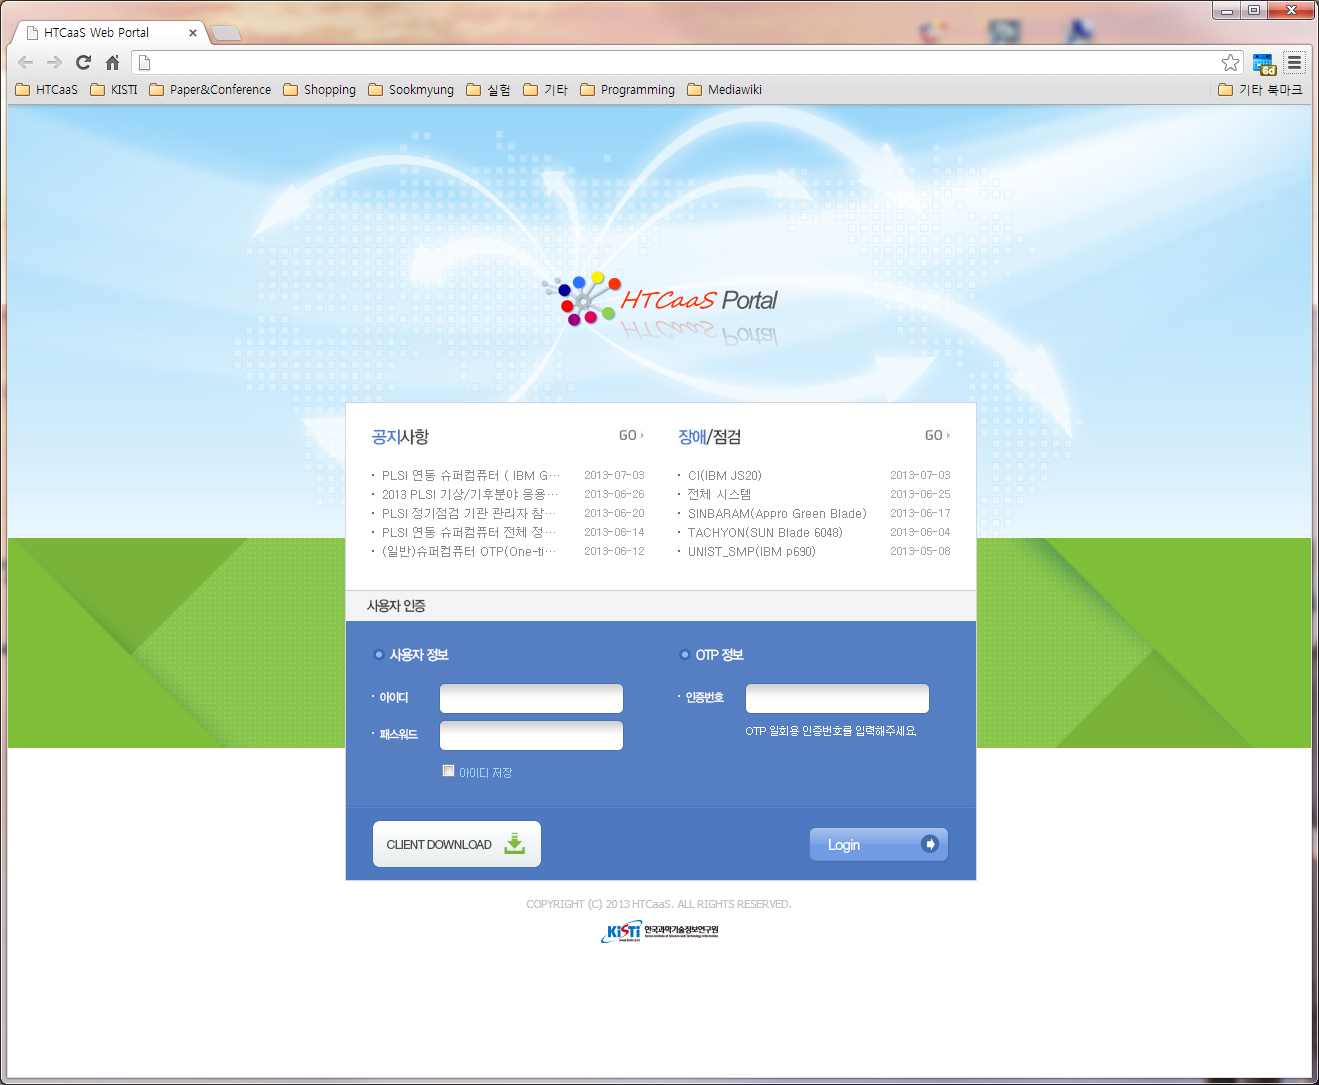 HTCaaS Web Portal
HTCaaS KISTI Paper&Conference Shopping Sookmyung 실험 기타 Programming Mediawiki 기타 북마크
6d
HTCaaS Portal
공지사항 GO
PLSI 연동 슈퍼컴퓨터 ( IBM G… 2013-07-03
2013 PLSI 기상/기후분야 응용… 2013-06-26
PLSI 정기점검 기관 관리자 참… 2013-06-20
PLSI 연동 슈퍼컴퓨터 전체 정… 2013-06-14
(일반)슈퍼컴퓨터 OTP(One-ti… 2013-06-12
장애/점검 GO
CI(IBM JS20) 2013-07-03
전체 시스템 2013-06-25
SINBARAM(Appro Green Blade) 2013-06-17
TACHYON(SUN Blade 6048) 2013-06-04
UNIST_SMP(IBM p690) 2013-05-08
사용자 인증
사용자 정보
아이디
패스워드
아이디 저장
OTP 정보
인증번호
OTP 일회용 인증번호를 입력해주세요.
CLIENT DOWNLOAD
Login
COPYRIGHT (C) 2013 HTCaaS. ALL RIGHTS RESERVED.
KiSTi 한국과학기술정보연구원